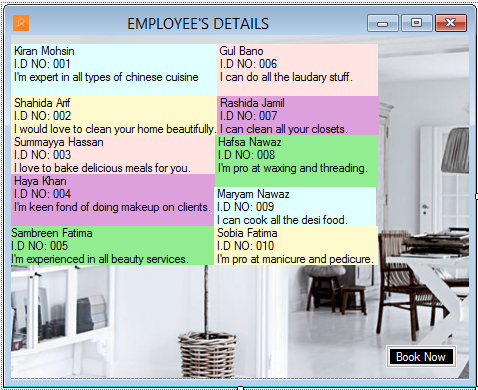 EMPLOYEE'S DETAILS
Kiran Mohsin
I.D NO: 001
I'm expert in all types of chinese cuisine
Shahida Arif
I.D NO: 002
I would love to clean your home beautifully.
Summayya Hassan
I.D NO: 003
I love to bake delicious meals for you.
Haya Khan
I.D NO: 004
I'm keen fond of doing makeup on clients.
Sambreen Fatima
I.D NO: 005
I'm experienced in all beauty services.
Gul Bano
I.D NO: 006
I can do all the laudary stuff.
Rashida Jamil
I.D NO: 007
I can clean all your closets.
Hafsa Nawaz
I.D NO: 008
I'm pro at waxing and threading.
Maryam Nawaz
I.D NO: 009
I can cook all the desi food.
Sobia Fatima
I.D NO: 010
I'm pro at manicure and pedicure.
Book Now